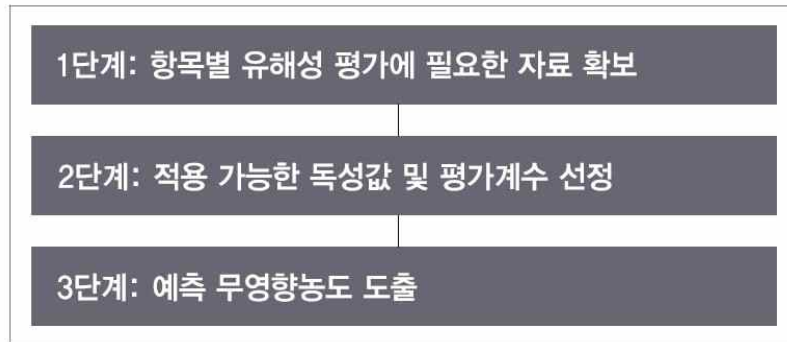 1단계: 항목별 유해성 평가에 필요한 자료 확보
2단계: 적용 가능한 독성값 및 평가계수 선정
3단계: 예측 무영향농도 도출